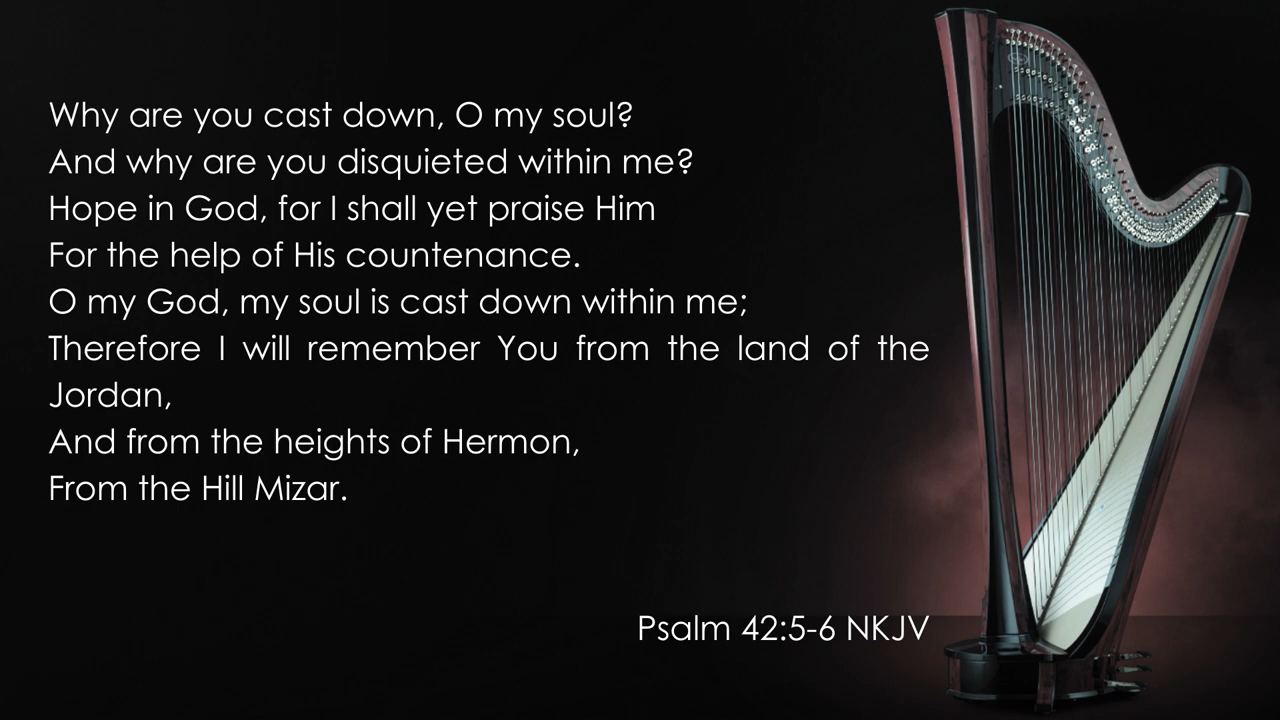 Why are you cast down, O my soul?
And why are you disquieted within me?
Hope in God, for I shall yet praise Him
For the help of His countenance.
O my God, my soul is cast down within me;
Therefore I will remember You from the land of the
Jordan,
And from the heights of Hermon,
From the Hill Mizar.
Psalm 42:5-6 NKJV